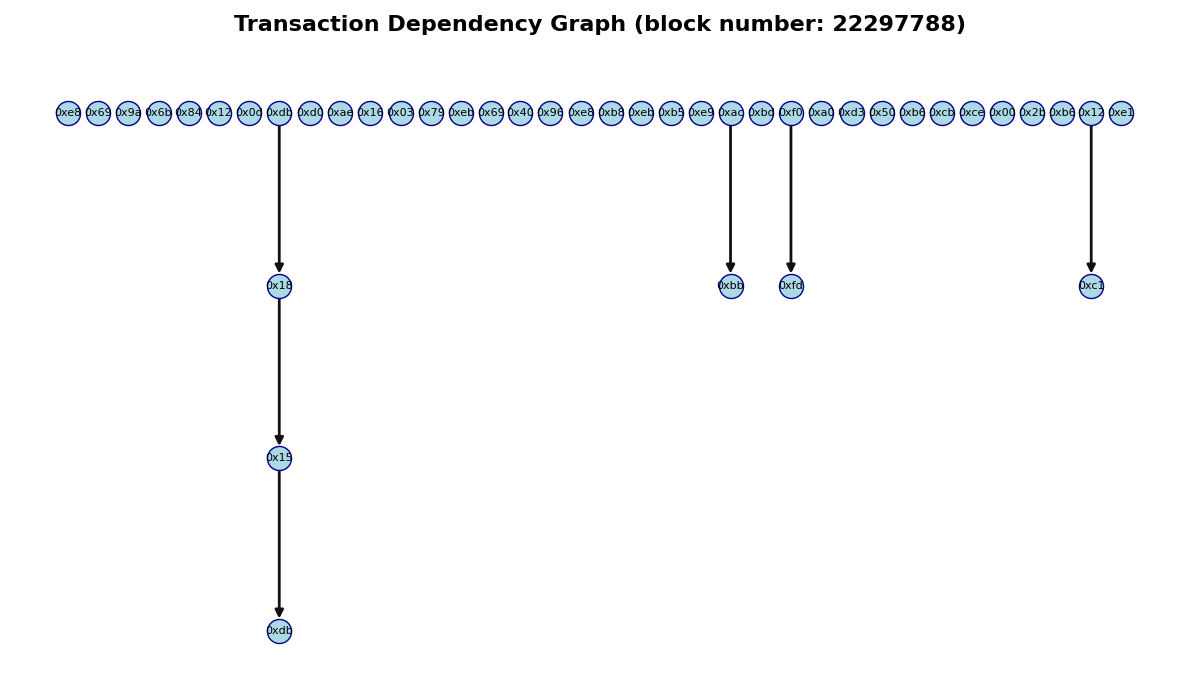 Transaction Dependency Graph (block number: 22297788)
0xe8 0x69 0x9a 0x6b 0x84 0x12 0x0d 0xdb 0xd0 0xae 0x16 0x03 0x79 0xeb 0x69 0x40 0x96 0xe8 0xb8 0xeb 0xb5 0xe9 0xac 0xbd 0xf0 0xa0 0xd3 0x50 0xb6 0xcb 0xce 0x00 0x2b 0xb6 0x12 0xe1
0x18 0xbb 0xfd 0xc1
0x15
0xdb